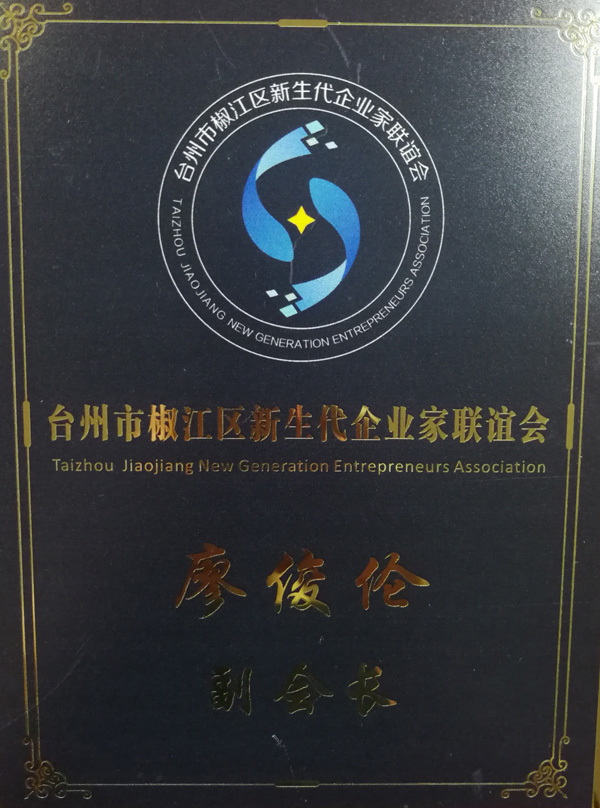 台州市椒江区新生代企业家联谊会
TAIZHOU JIAOJIANG NEW GENERATION ENTREPRENEURS ASSOCIATION
台州市椒江区新生代企业家联谊会
Taizhou Jiaojiang New Generation Entrepreneurs Association
廖俊伦
副会长